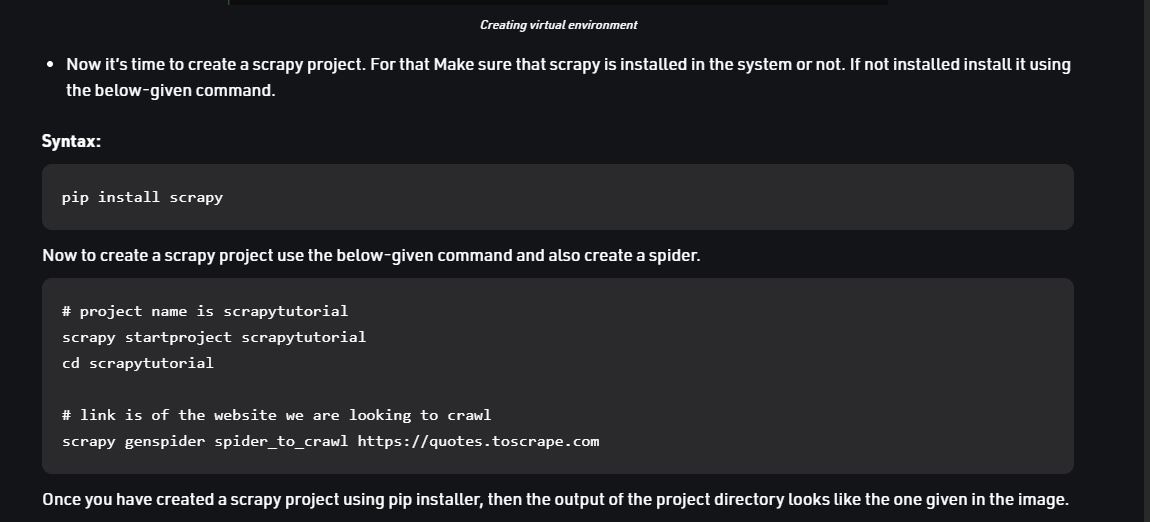 Creating virtual environment
• Now it's time to create a scrapy project. For that Make sure that scrapy is installed in the system or not. If not installed install it using
the below-given command.
Syntax:
pip install scrapy
Now to create a scrapy project use the below-given command and also create a spider.
# project name is scrapytutorial
scrapy startproject scrapytutorial
cd scrapytutorial
# link is of the website we are looking to crawl
scrapy genspider spider_to_crawl https://quotes.toscrape.com
Once you have created a scrapy project using pip installer, then the output of the project directory looks like the one given in the image.